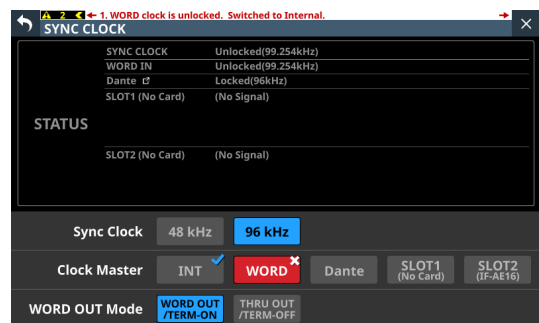 2 1. WORD clock is unlocked. Switched to Internal.
SYNC CLOCK
SYNC CLOCK Unlocked(99.254kHz)
WORD IN Unlocked(99.254kHz)
Dante Locked(96kHz)
SLOT1 (No Card) (No Signal)
STATUS
SLOT2 (No Card) (No Signal)
Sync Clock 48 kHz 96 kHz
Clock Master INT WORD Dante SLOT1 (No Card) SLOT2 (IF-AE16)
WORD OUT Mode WORD OUT /TERM-ON THRU OUT /TERM-OFF